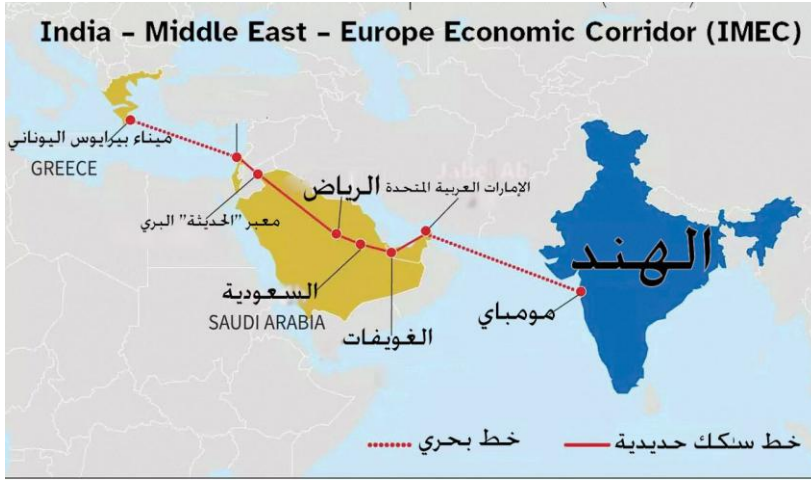 India – Middle East – Europe Economic Corridor (IMEC)
ميناء بيرايوس اليوناني
GREECE
معبر "الحديثة" البري
الرياض
الإمارات العربية المتحدة
الهند
السعودية
SAUDI ARABIA
الغويفات
مومباي
خط بحري
خط سكك حديدية